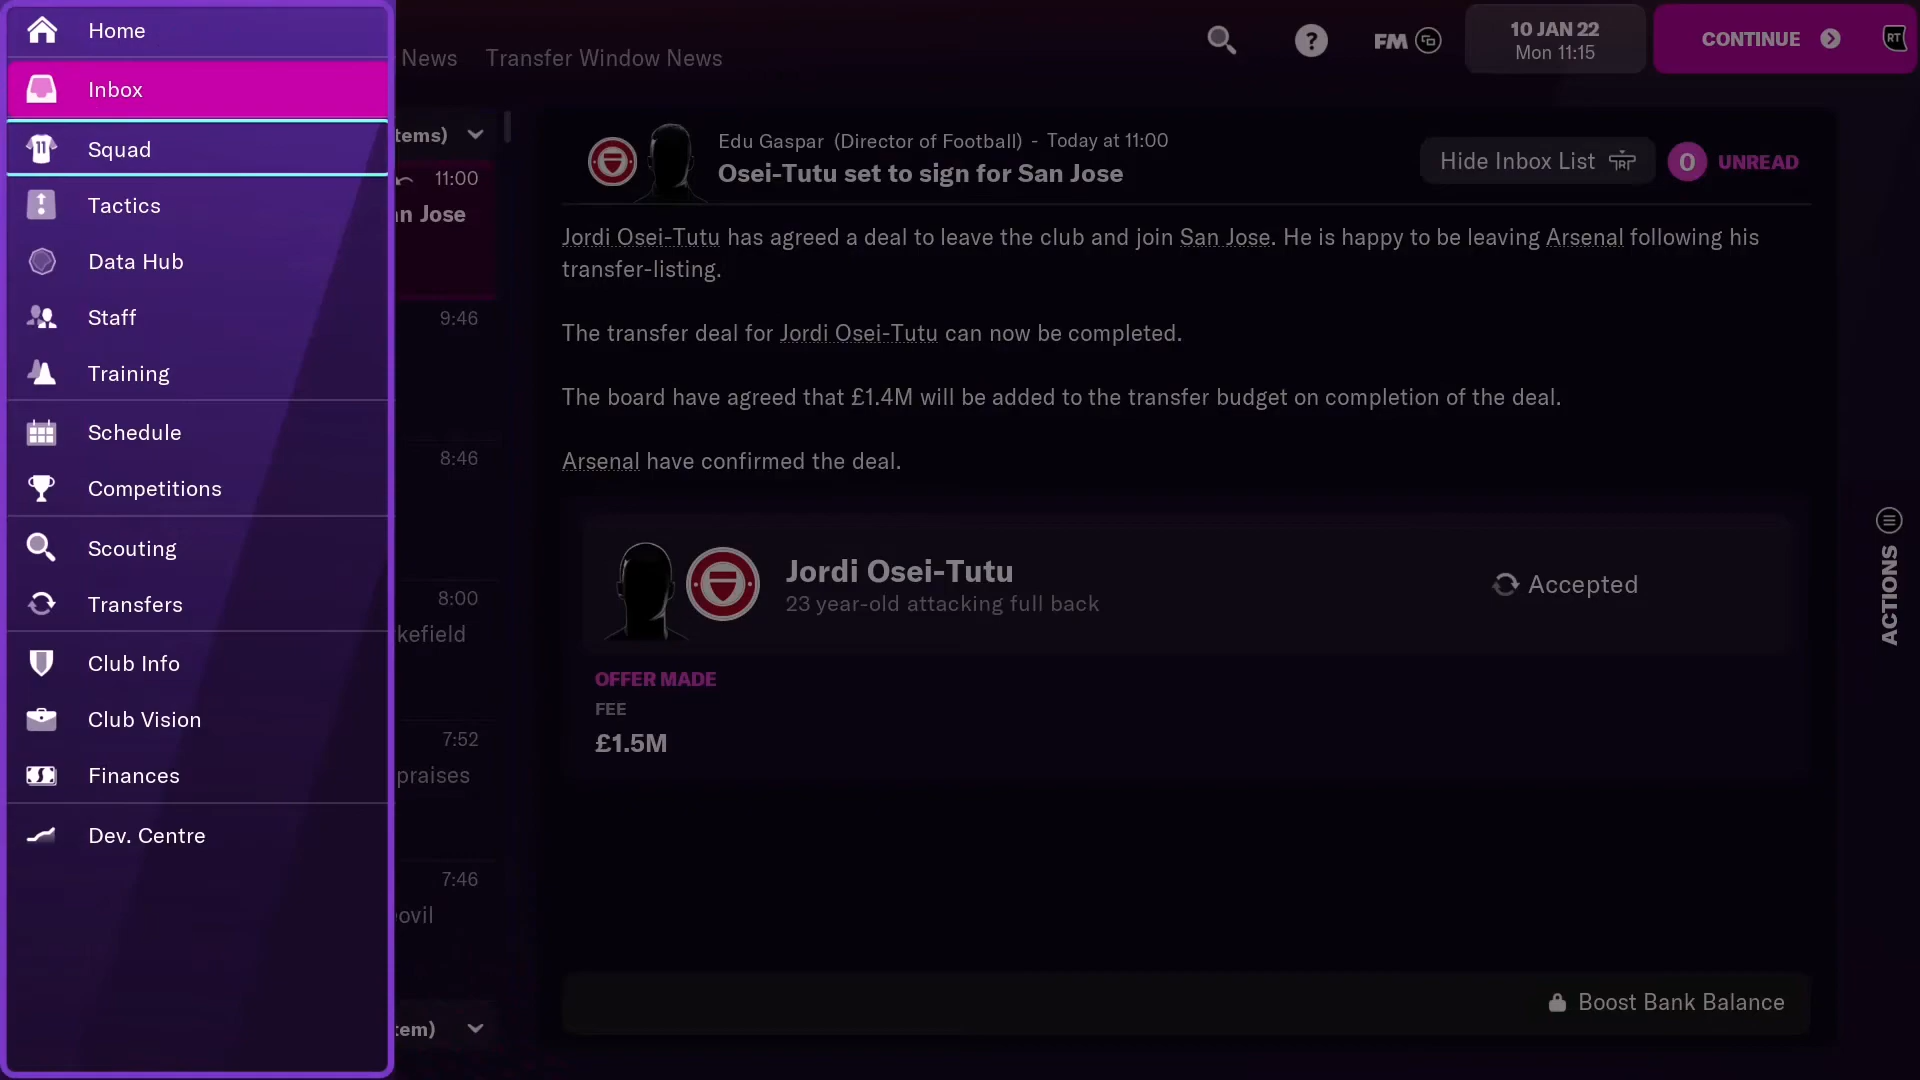 Home
Inbox
Squad
Tactics
Data Hub
Staff
Training
Schedule
Competitions
Scouting
Transfers
Club Info
Club Vision
Finances
Dev. Centre
News
Transfer Window News
?
FM
10 JAN 22
Mon 11:15
CONTINUE
RT
tems)
11:00
an Jose
9:46
8:46
8:00
kefield
7:52
praises
7:46
ovil
tem)
Edu Gaspar (Director of Football) - Today at 11:00
Osei-Tutu set to sign for San Jose
Hide Inbox List
0 UNREAD
Jordi Osei-Tutu has agreed a deal to leave the club and join San Jose. He is happy to be leaving Arsenal following his
transfer-listing.
The transfer deal for Jordi Osei-Tutu can now be completed.
The board have agreed that £1.4M will be added to the transfer budget on completion of the deal.
Arsenal have confirmed the deal.
Jordi Osei-Tutu
23 year-old attacking full back
Accepted
OFFER MADE
FEE
£1.5M
ACTIONS
Boost Bank Balance